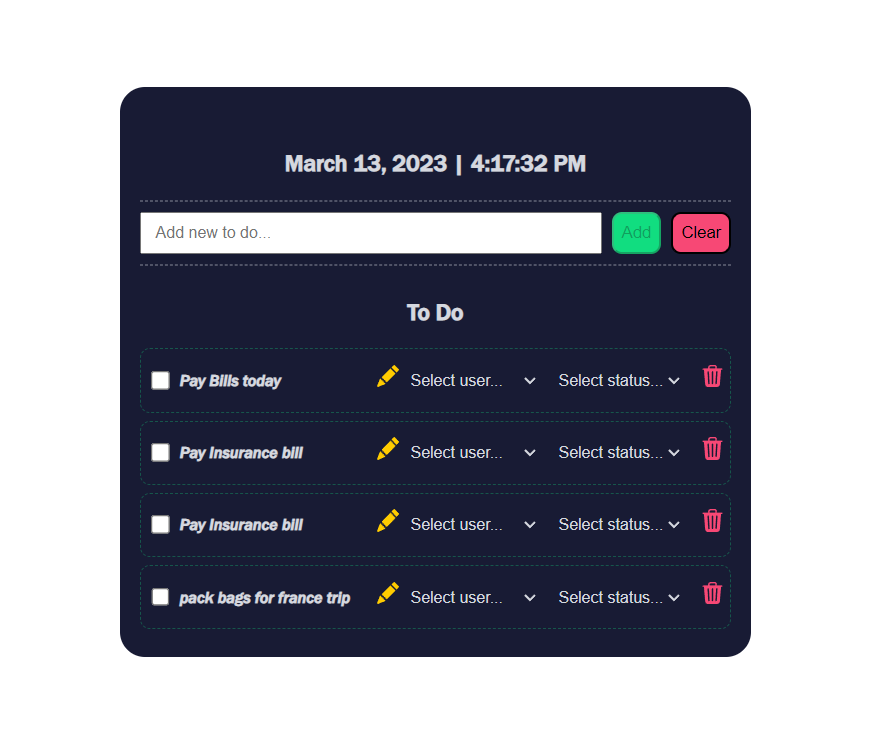 March 13, 2023 | 4:17:32 PM
Add new to do... Add Clear
To Do
Pay Bills today Select user... Select status...
Pay Insurance bill Select user... Select status...
Pay Insurance bill Select user... Select status...
pack bags for france trip Select user... Select status...